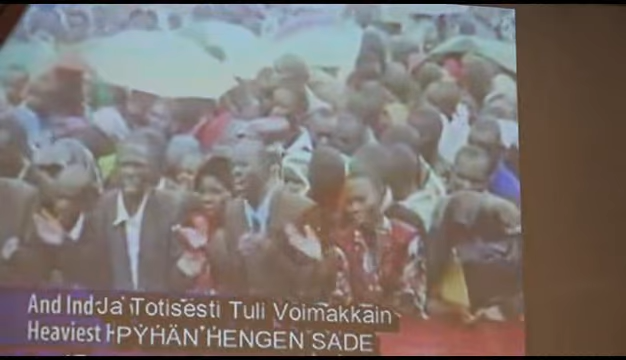 And Ind Ja Totisesti Tuli Voimakkain
Heaviest H PYHÄN HENGEN SADE